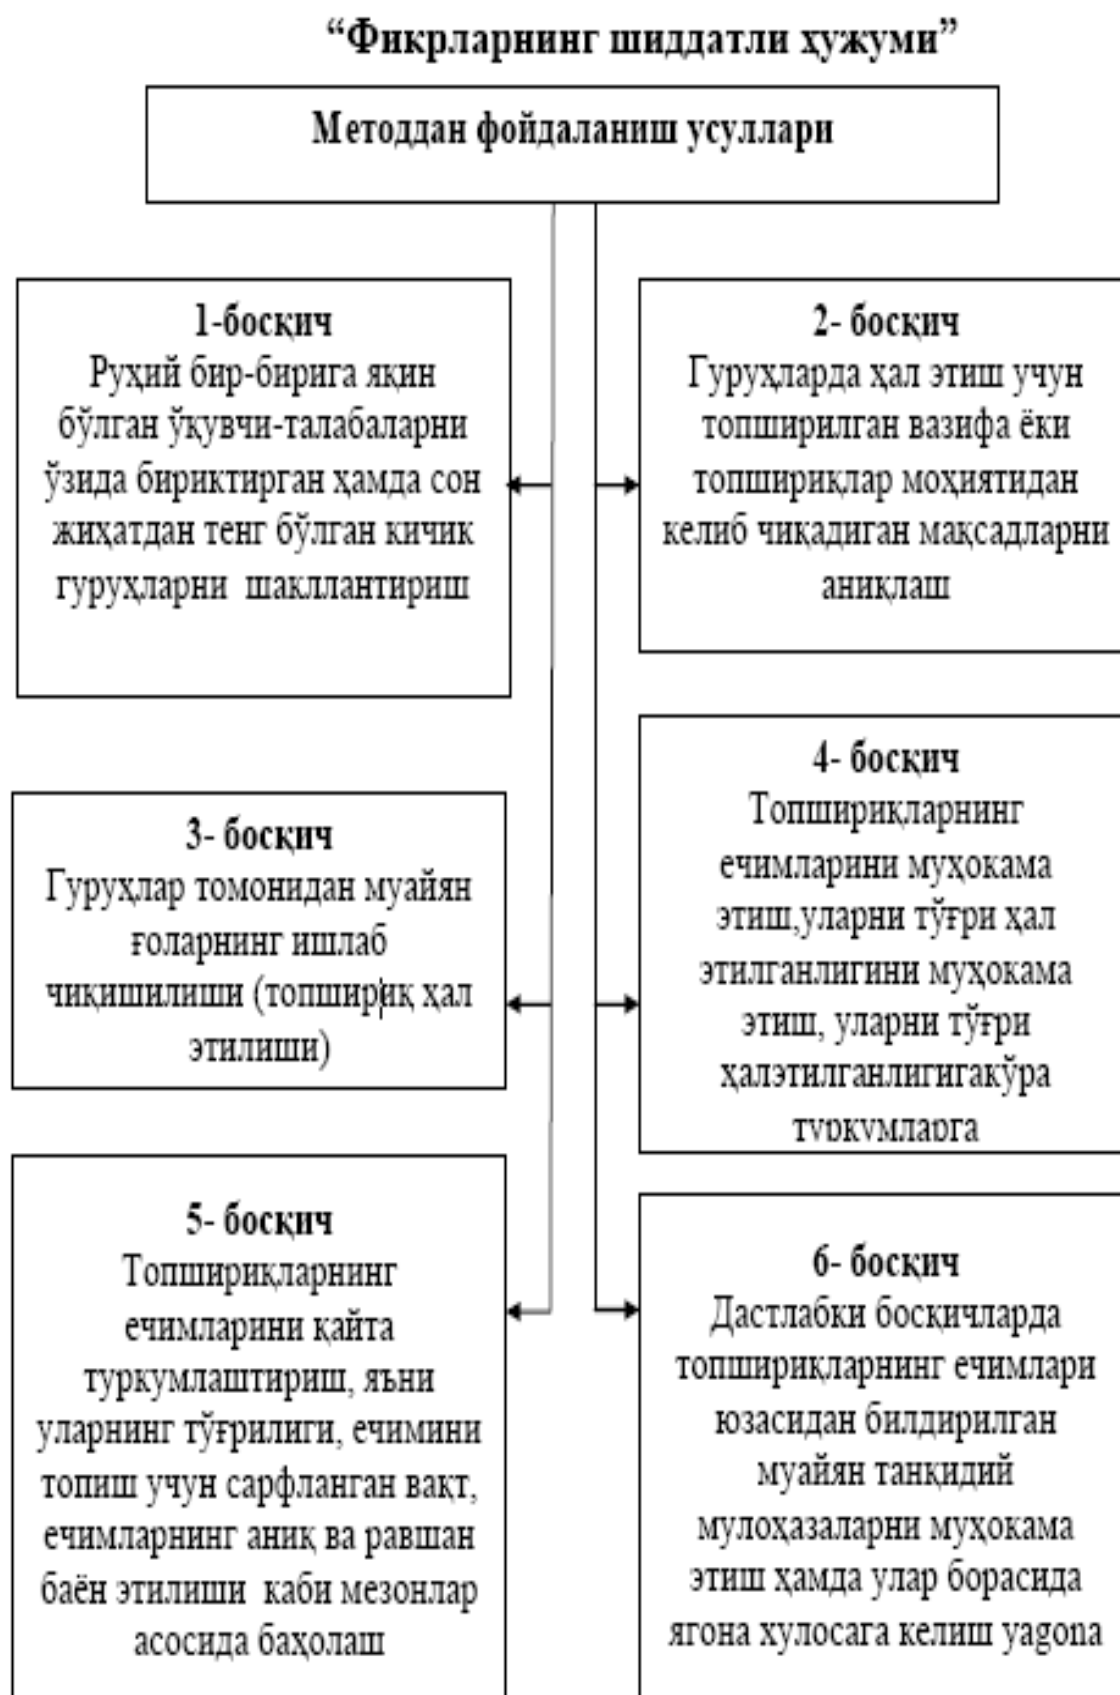 “Фикрларнинг шиддатли ҳужуми”
Методдан фойдаланиш усуллари
1-босқич
Руҳий бир-бирига яқин
бўлган ўқувчи-талабаларни
ўзида бириктирган ҳамда сон
жиҳатдан тенг бўлган кичик
гуруҳларни шакллантириш
2- босқич
Гуруҳларда ҳал этиш учун
топширилган вазифа ёки
топшириқлар моҳиятидан
келиб чиқадиган мақсадларни
аниқлаш
3- босқич
Гуруҳлар томонидан муайян
ғоларнинг ишлаб
чиқишилиши (топшириқ ҳал
этилиши)
4- босқич
Топшириқларнинг
ечимларини муҳокама
этиш,уларни тўғри ҳал
этилганлигини муҳокама
этиш, уларни тўғри
ҳалэтилганлигигакўра
туркумларга
5- босқич
Топшириқларнинг
ечимларини қайта
туркумлаштириш, яъни
уларнинг тўғрилиги, ечимини
топиш учун сарфланган вақт,
ечимларнинг аниқ ва равшан
баён этилиши каби мезонлар
асосида баҳолаш
6- босқич
Дастлабки босқичларда
топшириқларнинг ечимлари
юзасидан билдирилган
муайян танқидий
мулоҳазаларни муҳокама
этиш ҳамда улар борасида
ягона хулосага келиш yagona